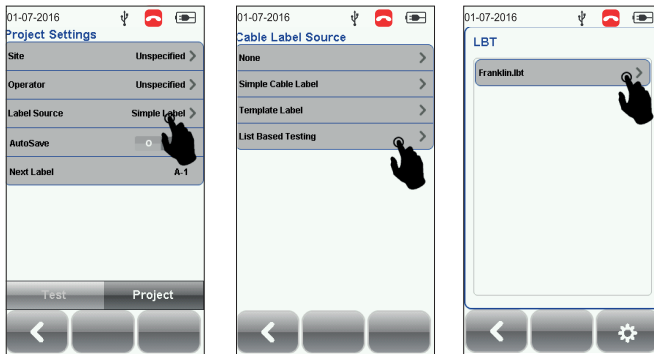 01-07-2016
Project Settings
Site Unspecified
Operator Unspecified
Label Source Simple Label
AutoSave O
Next Label A-1
Test Project
01-07-2016
Cable Label Source
None
Simple Cable Label
Template Label
List Based Testing
01-07-2016
LBT
Franklin.lbt